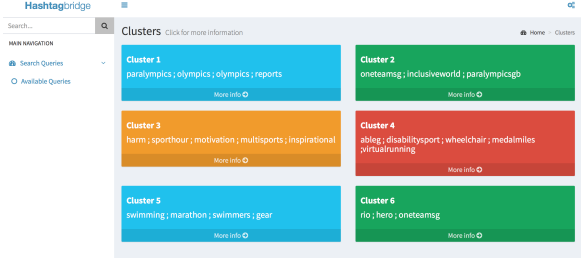 Hashtagbridge
Search...
MAIN NAVIGATION
Search Queries
Available Queries
Clusters Click for more information
Home > Clusters
Cluster 1
paralympics ; olympics ; olympics ; reports
More info
Cluster 2
oneteamsg ; inclusiveworld ; paralympicsgb
More info
Cluster 3
harm ; sporthour ; motivation ; multisports ; inspirational
More info
Cluster 4
ableg ; disabilitysport ; wheelchair ; medalmiles
;virtualrunning
More info
Cluster 5
swimming ; marathon ; swimmers ; gear
More info
Cluster 6
rio ; hero ; oneteamsg
More info